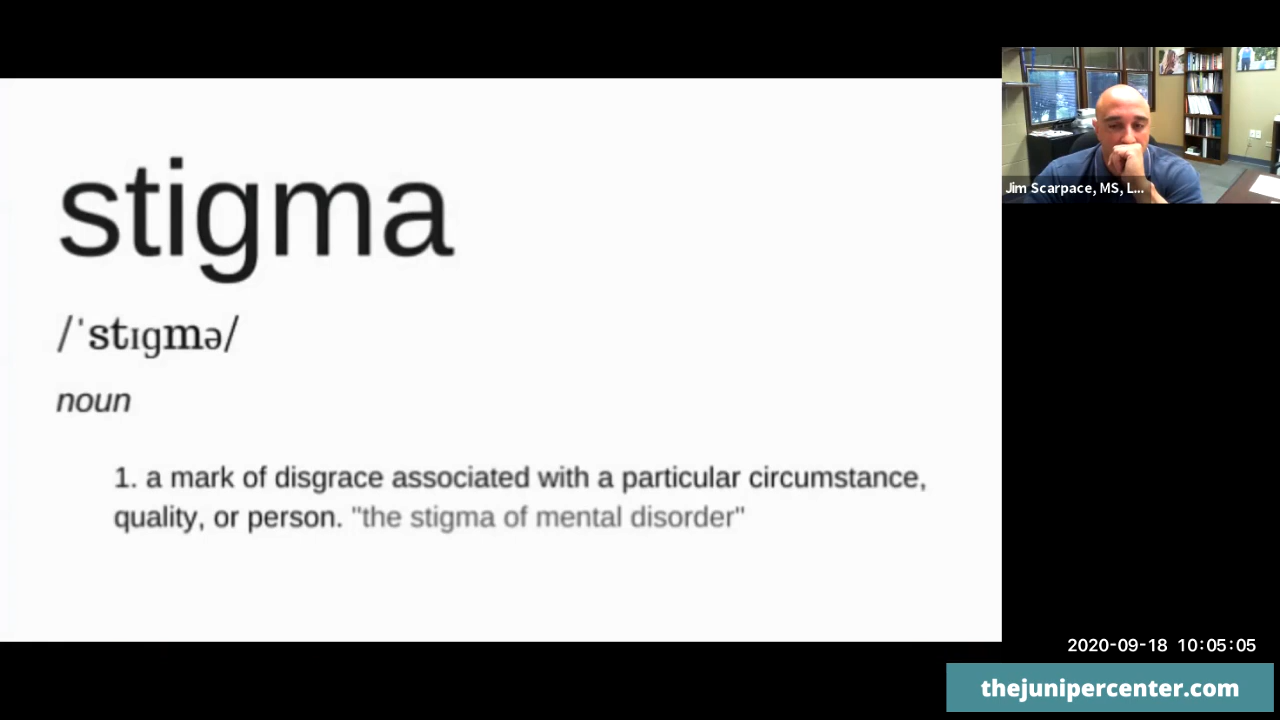 stigma
/ˈstɪgmə/
noun
1. a mark of disgrace associated with a particular circumstance,
quality, or person. "the stigma of mental disorder"
Jim Scarpace, MS, L...
2020-09-18 10:05:05
thejunipercenter.com